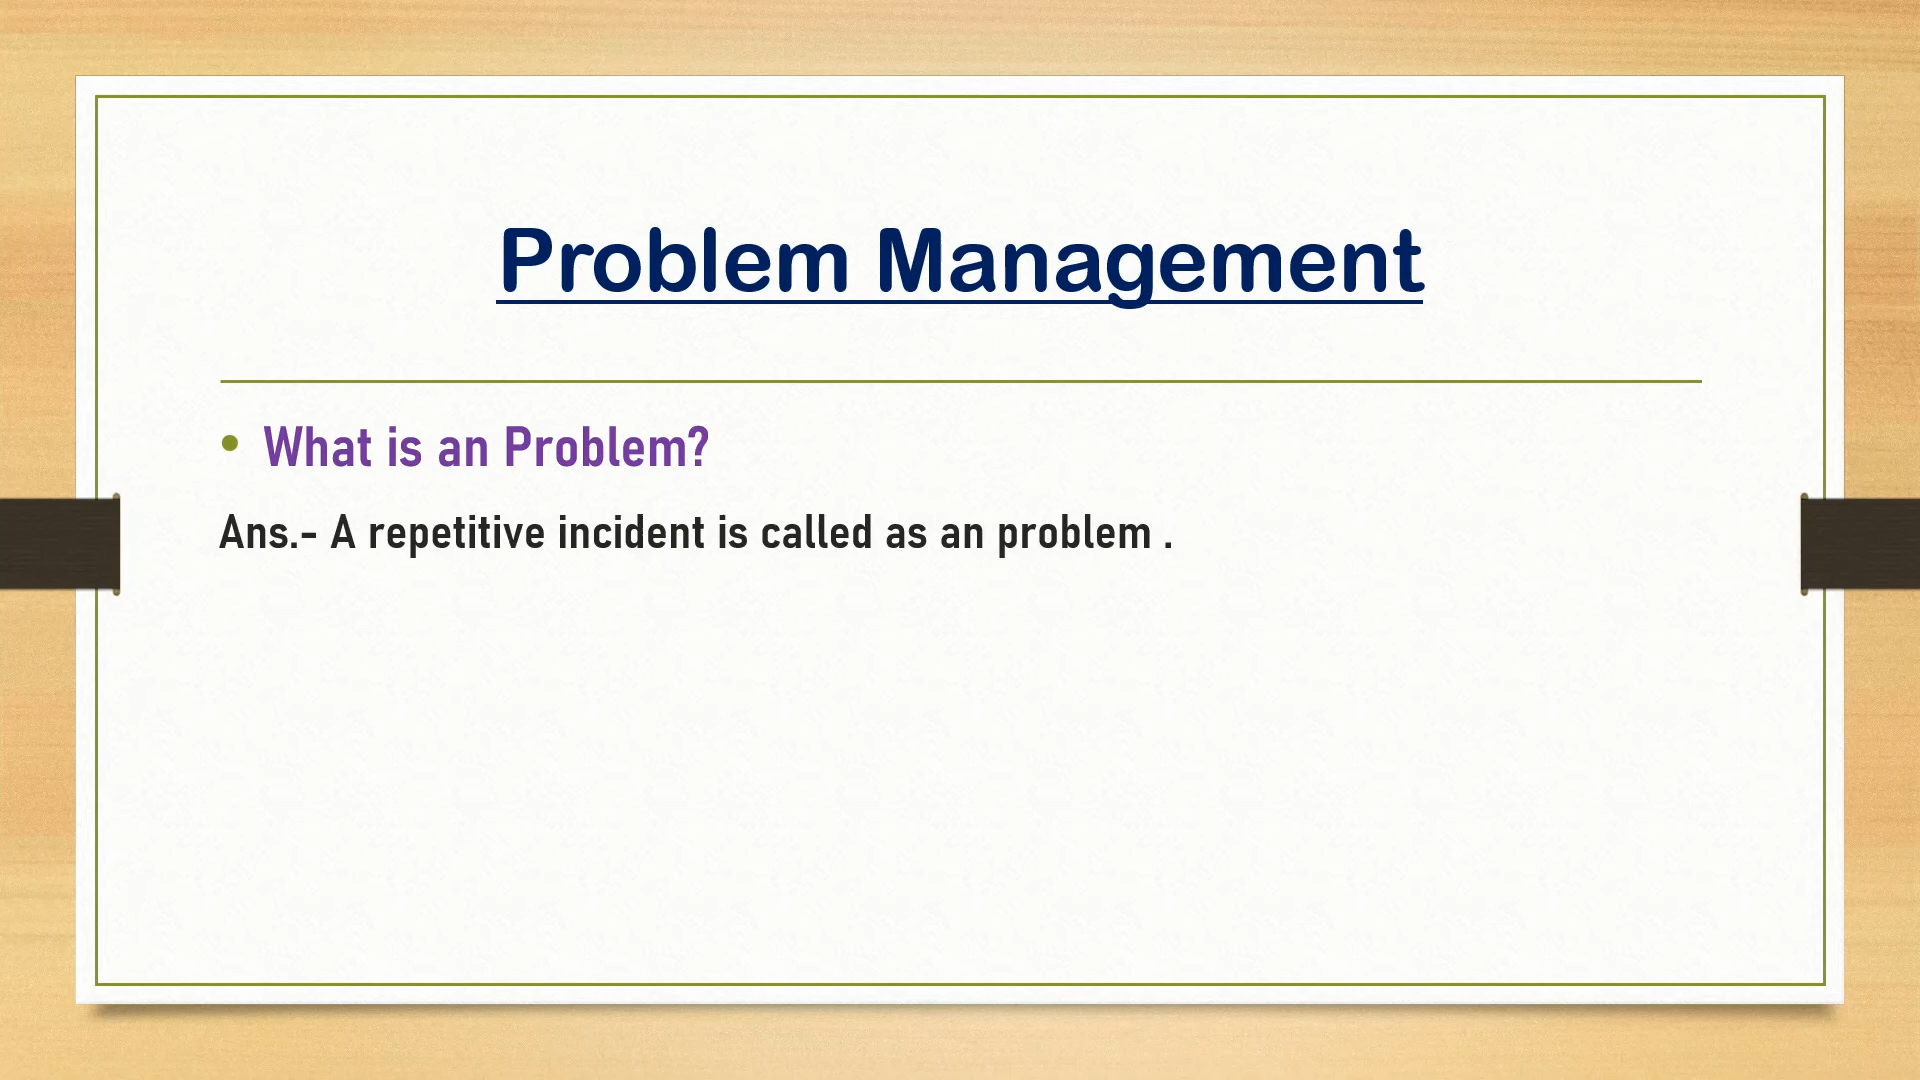 Problem Management
• What is an Problem?
Ans.- A repetitive incident is called as an problem .